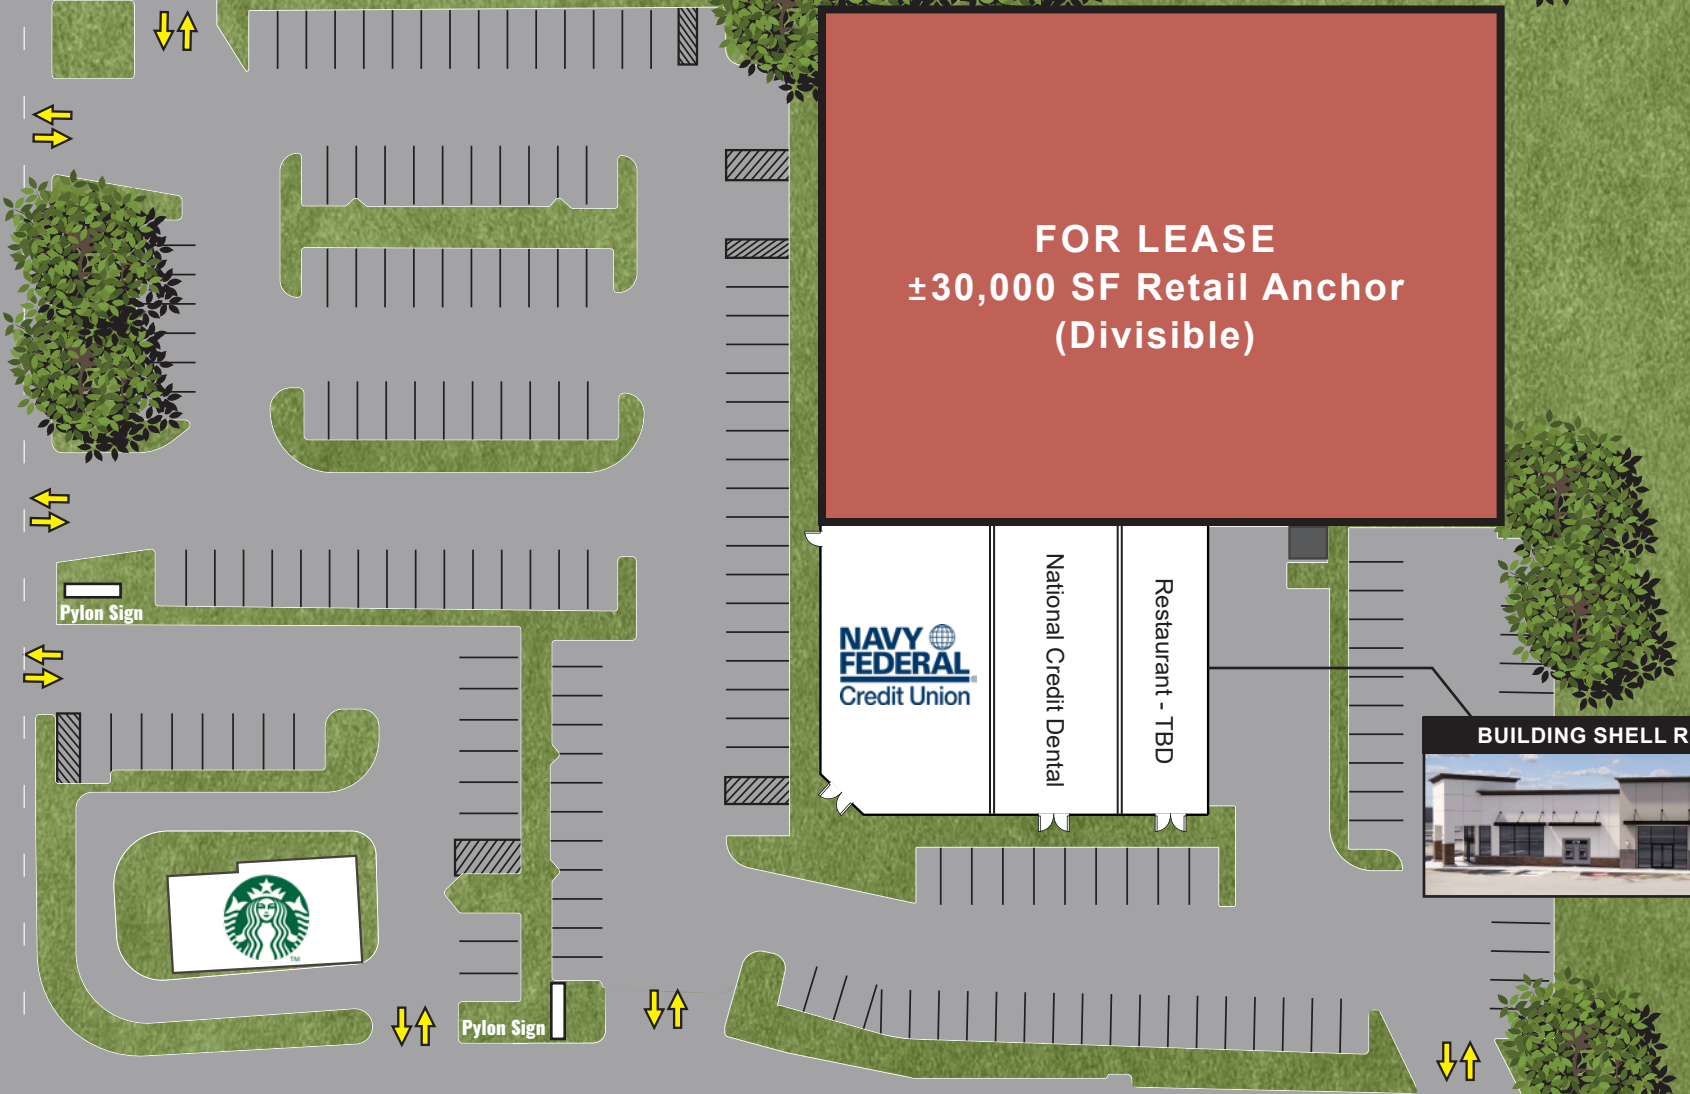 FOR LEASE
±30,000 SF Retail Anchor
(Divisible)
Pylon Sign
NAVY
FEDERAL
Credit Union
National Credit Dental
Restaurant - TBD
BUILDING SHELL R
TM
Pylon Sign